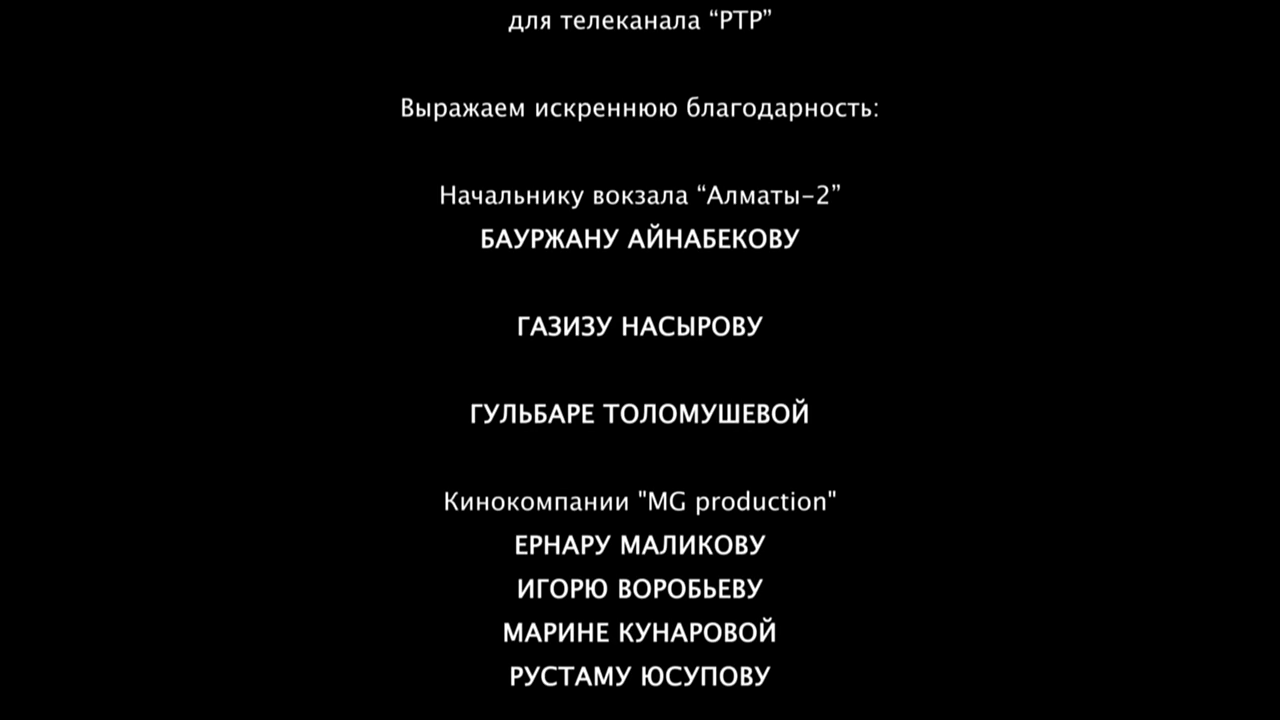 для телеканала “РТР”
Выражаем искреннюю благодарность:
Начальнику вокзала “Алматы–2”
БАУРЖАНУ АЙНАБЕКОВУ
ГАЗИЗУ НАСЫРОВУ
ГУЛЬБАРЕ ТОЛОМУШЕВОЙ
Кинокомпании "MG production"
ЕРНАРУ МАЛИКОВУ
ИГОРЮ ВОРОБЬЕВУ
МАРИНЕ КУНАРОВОЙ
РУСТАМУ ЮСУПОВУ